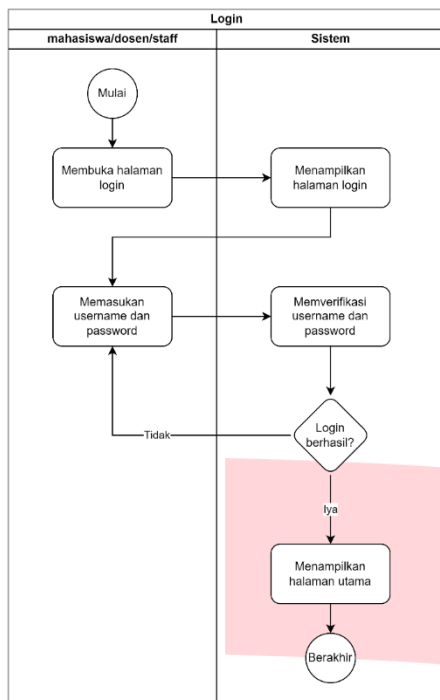 Login
mahasiswa/dosen/staff
Sistem
Mulai
Membuka halaman
login
Menampilkan
halaman login
Memasukan
username dan
password
Memverifikasi
username dan
password
Login
berhasil?
Tidak
Iya
Menampilkan
halaman utama
Berakhir